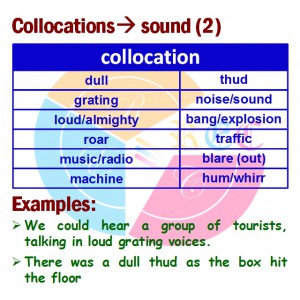 Collocations→ sound (2)
collocation
dull thud
grating noise/sound
loud/almighty bang/explosion
roar traffic
music/radio blare (out)
machine hum/whirr
Examples:
➢ We could hear a group of tourists,
talking in loud grating voices.
➢ There was a dull thud as the box hit
the floor